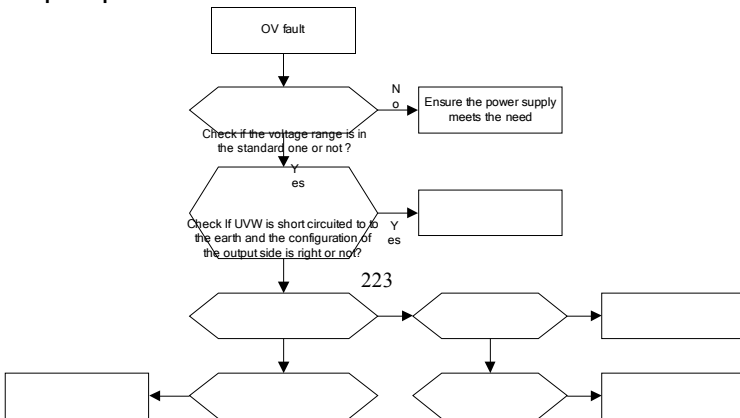 OV fault
N
o
Ensure the power supply
meets the need
Check if the voltage range is in
the standard one or not ?
Y
es
Check If UVW is short circuited to to
the earth and the configuration of
the output side is right or not?
Y
es
223